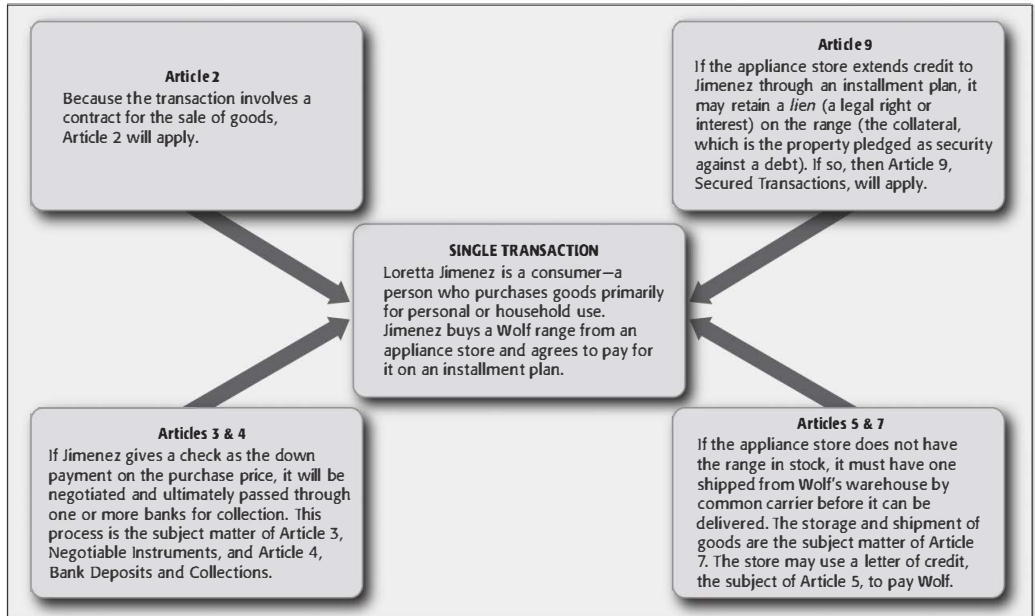 Article 2
Because the transaction involves a
contract for the sale of goods,
Article 2 will apply.
Article 9
If the appliance store extends credit to
Jimenez through an installment plan, it
may retain a lien (a legal right or
interest) on the range (the collateral,
which is the property pledged as security
against a debt). If so, then Article 9,
Secured Transactions, will apply.
SINGLE TRANSACTION
Loretta Jimenez is a consumer—a
person who purchases goods primarily
for personal or household use.
Jimenez buys a Wolf range from an
appliance store and agrees to pay for
it on an installment plan.
Articles 3 & 4
If Jimenez gives a check as the down
payment on the purchase price, it will be
negotiated and ultimately passed through
one or more banks for collection. This
process is the subject matter of Article 3,
Negotiable Instruments, and Article 4,
Bank Deposits and Collections.
Articles 5 & 7
If the appliance store does not have
the range in stock, it must have one
shipped from Wolf's warehouse by
common carrier before it can be
delivered. The storage and shipment of
goods are the subject matter of Article
7. The store may use a letter of credit,
the subject of Article 5, to pay Wolf.